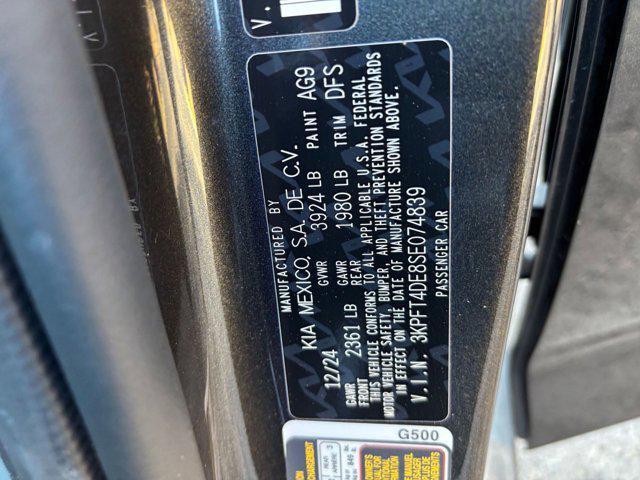 MANUFACTURED BY
KIA MEXICO, S.A. DE C.V.
12/24 GVWR 3924 LB PAINT AG9
GAWR FRONT 2361 LB GAWR REAR 1980 LB TRIM DFS
THIS VEHICLE CONFORMS TO ALL APPLICABLE U.S.A. FEDERAL
MOTOR VEHICLE SAFETY, BUMPER, AND THEFT PREVENTION STANDARDS
IN EFFECT ON THE DATE OF MANUFACTURE SHOWN ABOVE.
V.I.N. 3KPFT4DE8SE074839
PASSENGER CAR
G500